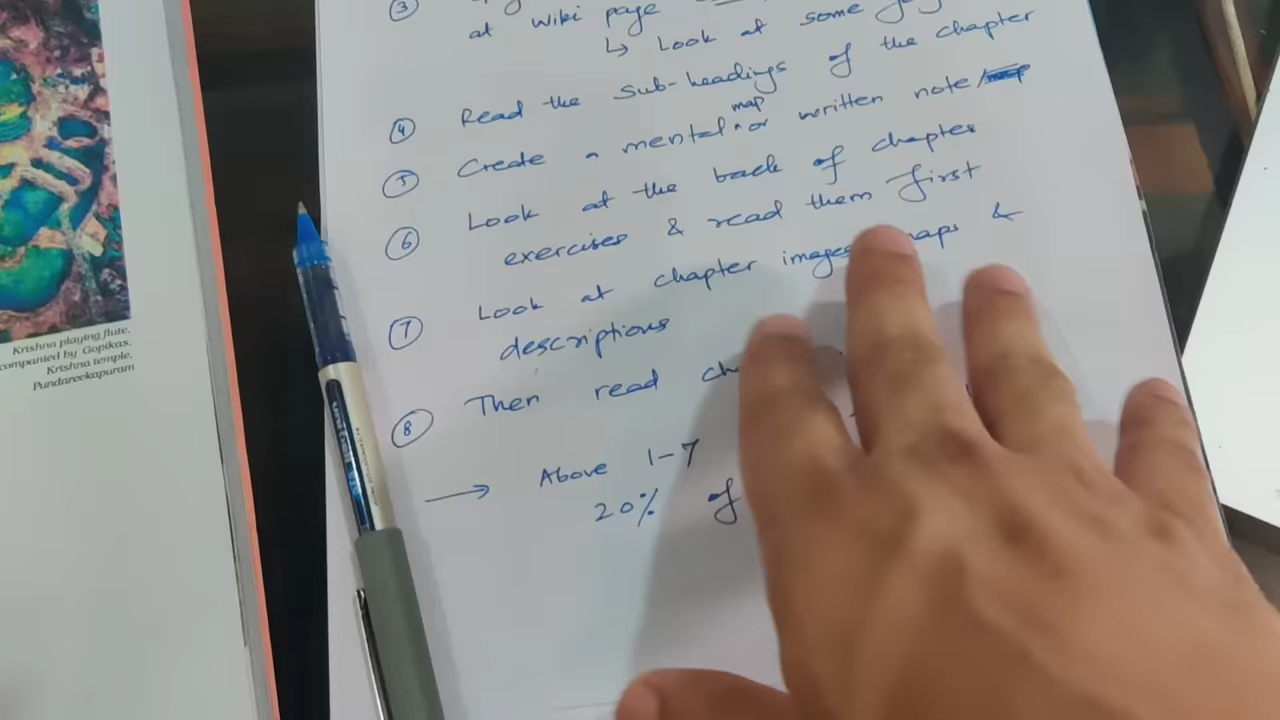 ③
at Wiki page
↳ Look at some
④ Read the sub-headings of the chapter
⑤ Create a mental map or written note/
⑥ Look at the back of chapter
exercises & read them first
⑦ Look at chapter images maps &
descriptions
⑧ Then read
→ Above 1-7
20% of
Krishna playing flute,
companied by Gopikas.
Krishna temple,
Pundareekapuram